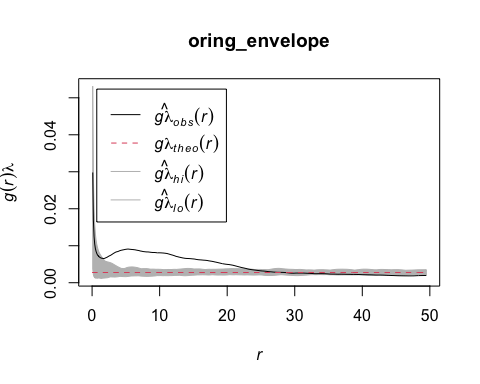 oring_envelope
g(r)λ
0.00 0.02 0.04
gλ̂obs(r)
gλtheo(r)
gλ̂hi(r)
gλ̂lo(r)
0 10 20 30 40 50
r